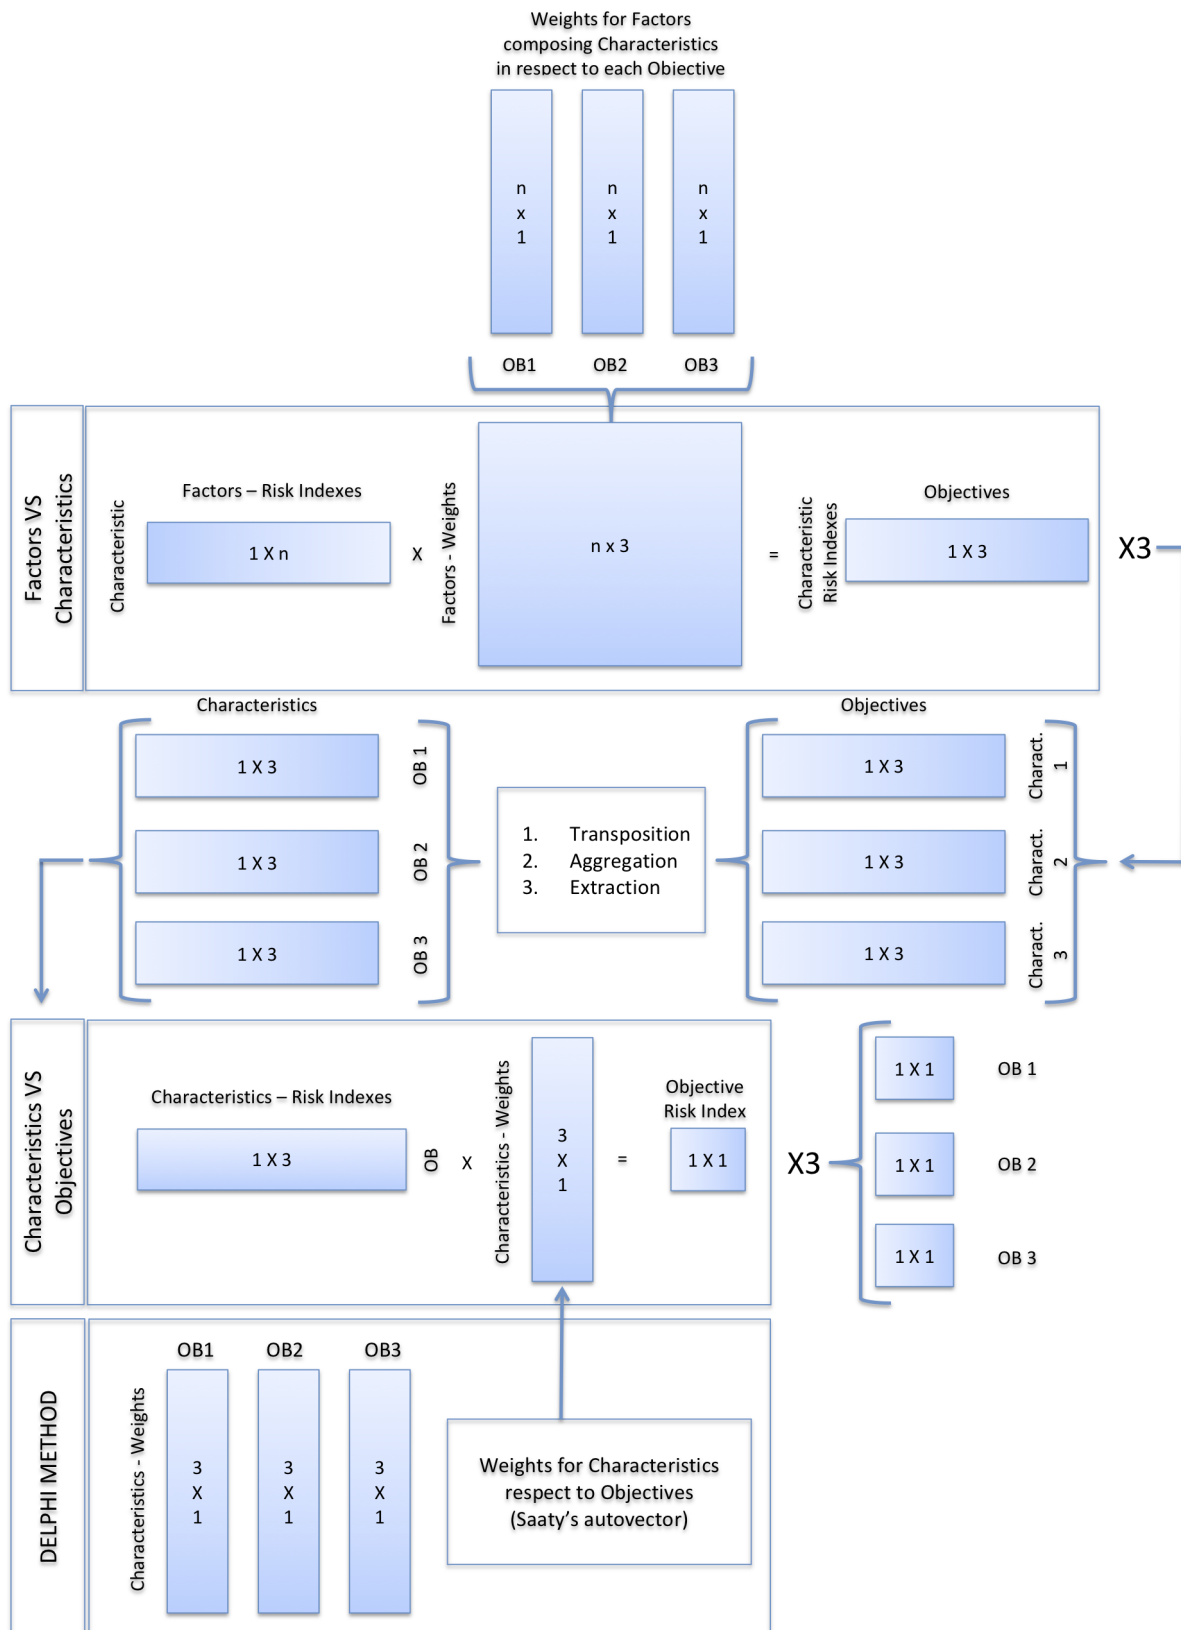 Weights for Factors
composing Characteristics
in respect to each Objective
n
x
1
n
x
1
n
x
1
OB1
OB2
OB3
Factors VS
Characteristics
Characteristic
Factors – Risk Indexes
1 X n
X
Factors - Weights
n x 3
=
Characteristic
Risk Indexes
Objectives
1 X 3
X3
Characteristics
1 X 3
OB 1
1 X 3
OB 2
1 X 3
OB 3
1. Transposition
2. Aggregation
3. Extraction
Objectives
1 X 3
Charact.
1
1 X 3
Charact.
2
1 X 3
Charact.
3
Characteristics VS
Objectives
Characteristics – Risk Indexes
1 X 3
OB
X
Characteristics - Weights
3
X
1
=
Objective
Risk Index
1 X 1
X3
1 X 1
OB 1
1 X 1
OB 2
1 X 1
OB 3
DELPHI METHOD
Characteristics - Weights
OB1
OB2
OB3
3
X
1
3
X
1
3
X
1
Weights for Characteristics
respect to Objectives
(Saaty's autovector)